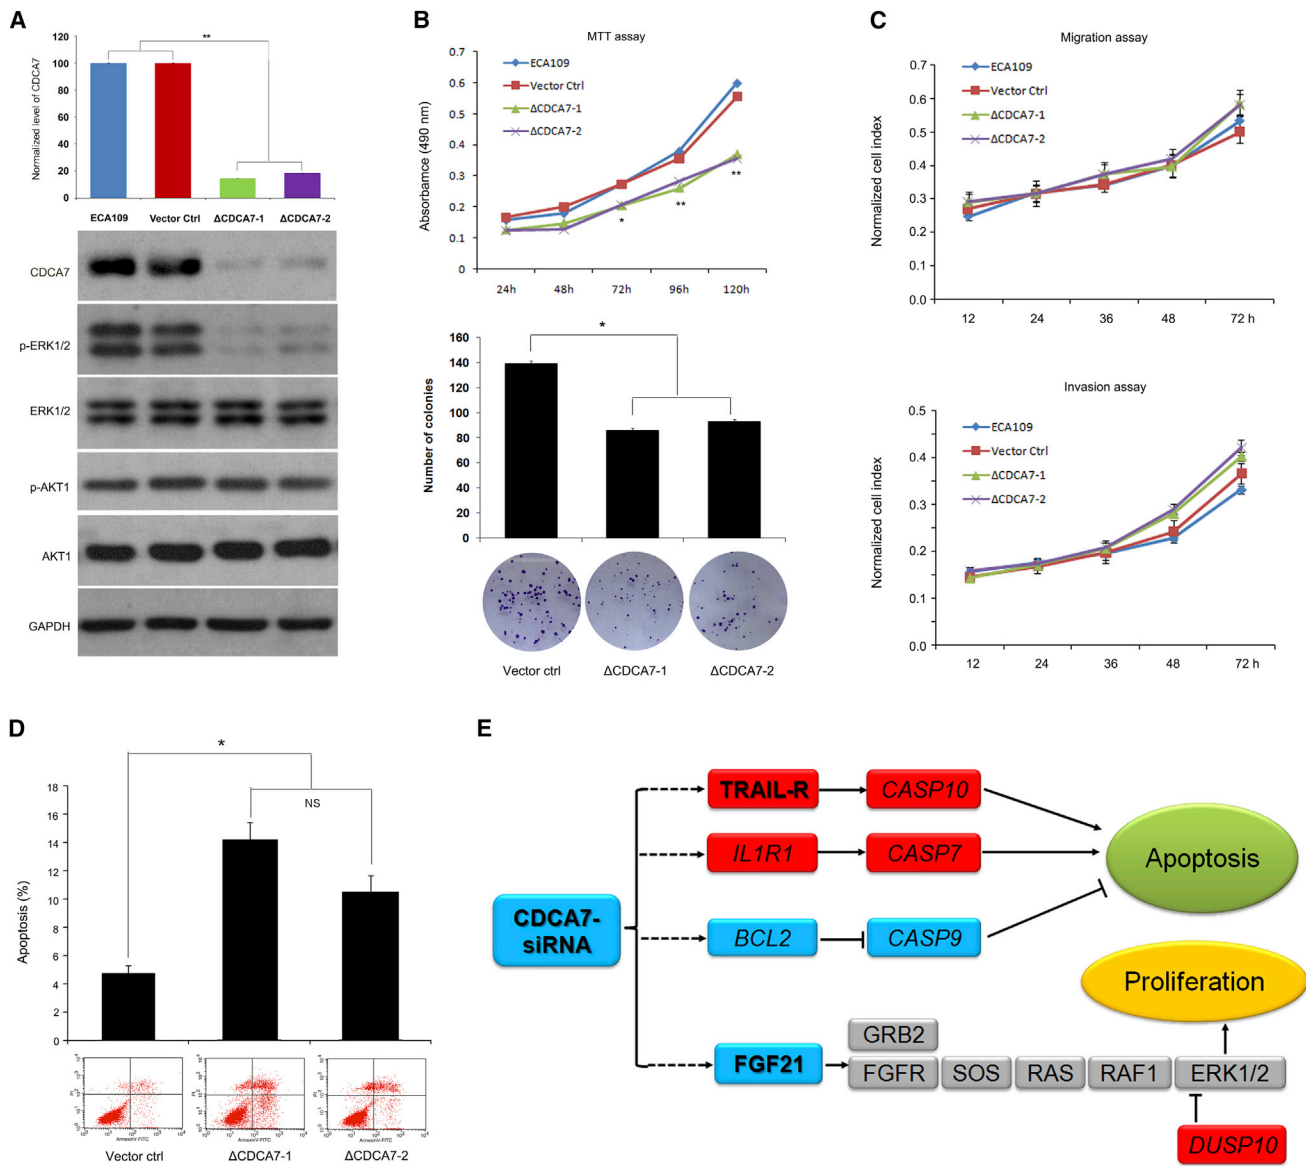 A
120
100
80
60
40
20
0
Normalized level of CDCA7
**
ECA109
Vector Ctrl
ΔCDCA7-1
ΔCDCA7-2
CDCA7
p-ERK1/2
ERK1/2
p-AKT1
AKT1
GAPDH
B
MTT assay
0.7
0.6
0.5
0.4
0.3
0.2
0.1
0
Absorbamce (490 nm)
ECA109
Vector Ctrl
ΔCDCA7-1
ΔCDCA7-2
*
**
**
24h
48h
72h
96h
120h
160
140
120
100
80
60
40
20
0
Number of colonies
*
Vector ctrl
ΔCDCA7-1
ΔCDCA7-2
C
Migration assay
0.7
0.6
0.5
0.4
0.3
0.2
0.1
0.0
Normalized cell index
ECA109
Vector Ctrl
ΔCDCA7-1
ΔCDCA7-2
12
24
36
48
72 h
Invasion assay
0.5
0.4
0.3
0.2
0.1
0.0
Normalized cell index
ECA109
Vector Ctrl
ΔCDCA7-1
ΔCDCA7-2
12
24
36
48
72 h
D
18
16
14
12
10
8
6
4
2
0
Apoptosis (%)
*
NS
PI
AnnexinV-FITC
PI
AnnexinV-FITC
PI
AnnexinV-FITC
Vector ctrl
ΔCDCA7-1
ΔCDCA7-2
E
CDCA7-
siRNA
TRAIL-R
CASP10
IL1R1
CASP7
BCL2
CASP9
Apoptosis
Proliferation
FGF21
GRB2
FGFR
SOS
RAS
RAF1
ERK1/2
DUSP10